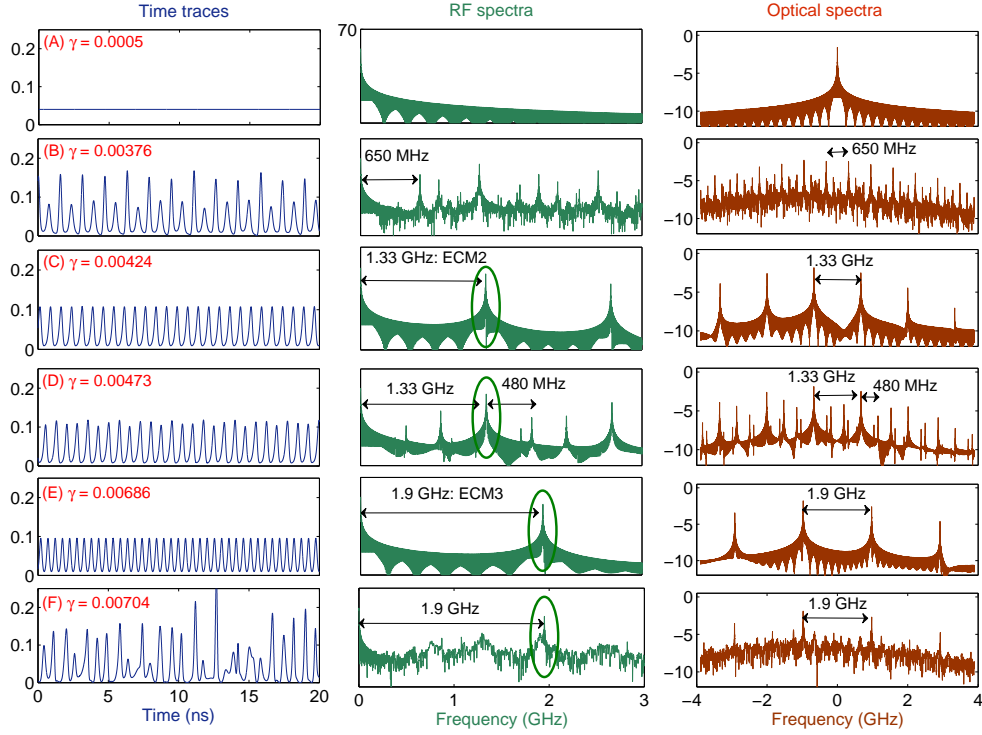 Time traces
RF spectra
Optical spectra
(A) γ = 0.0005
0.2
0.1
0
70
0
−5
−10
(B) γ = 0.00376
0.2
0.1
0
650 MHz
650 MHz
0
−5
−10
(C) γ = 0.00424
0.2
0.1
0
1.33 GHz: ECM2
1.33 GHz
0
−5
−10
(D) γ = 0.00473
0.2
0.1
0
1.33 GHz
480 MHz
1.33 GHz
480 MHz
0
−5
−10
(E) γ = 0.00686
0.2
0.1
0
1.9 GHz: ECM3
1.9 GHz
0
−5
−10
(F) γ = 0.00704
0.2
0.1
0
1.9 GHz
1.9 GHz
0
−5
−10
0 5 10 15 20
0 1 2 3
−4 −2 0 2 4
Time (ns)
Frequency (GHz)
Frequency (GHz)